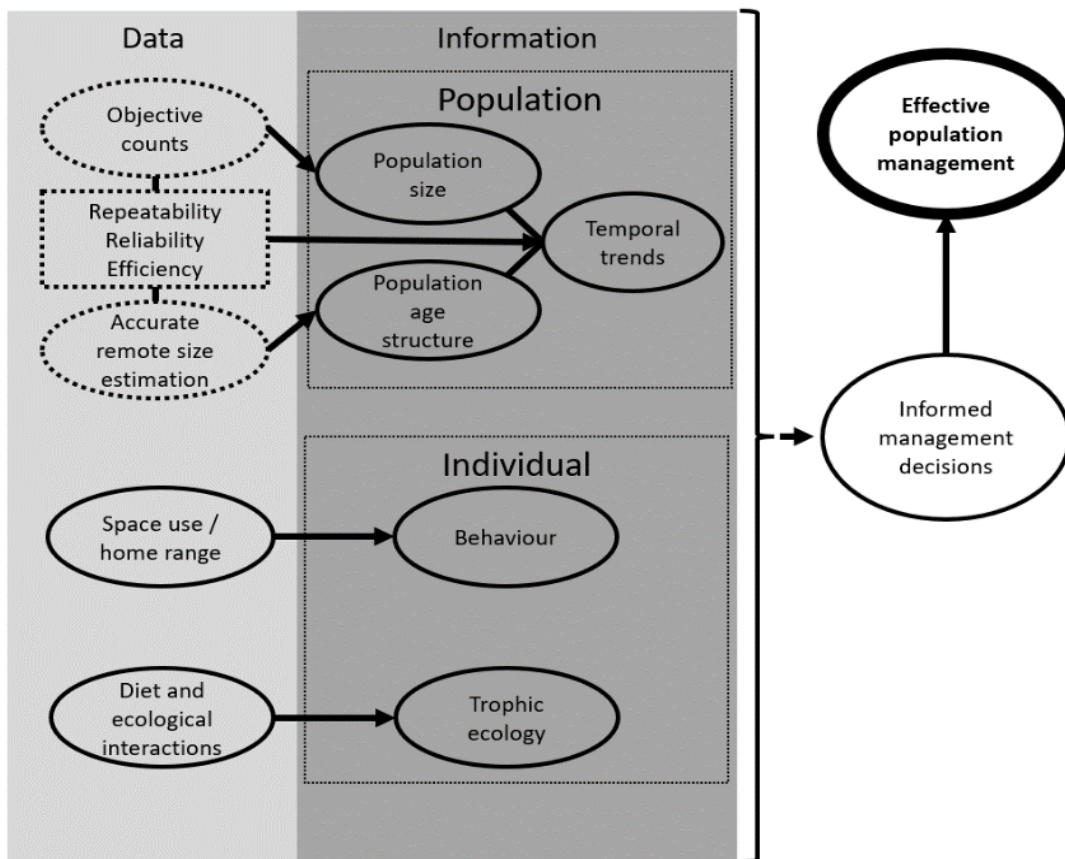 Data
Information
Objective
counts
Repeatability
Reliability
Efficiency
Accurate
remote size
estimation
Population
Population
size
Population
age
structure
Temporal
trends
Space use /
home range
Individual
Behaviour
Diet and
ecological
interactions
Trophic
ecology
Effective
population
management
Informed
management
decisions